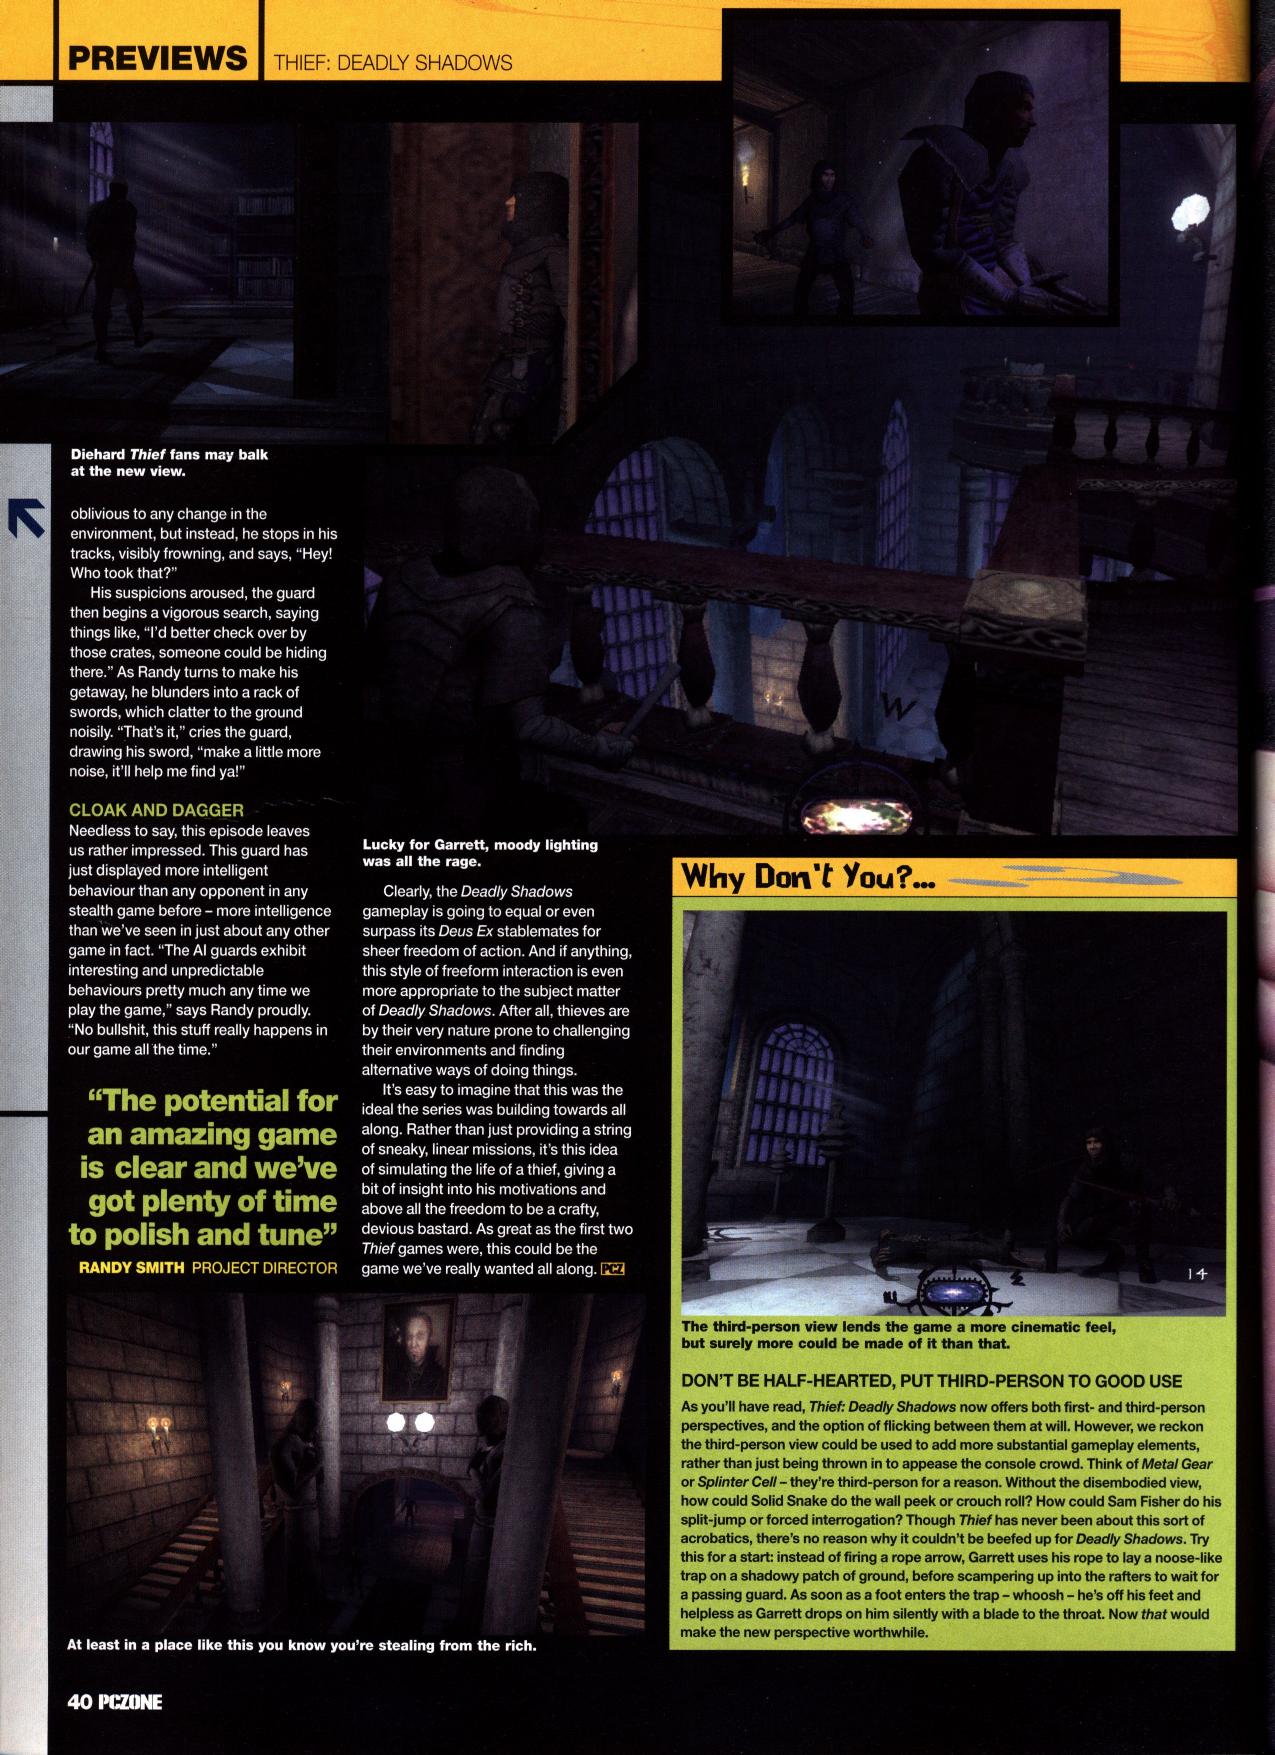 PREVIEWS
THIEF: DEADLY SHADOWS
Diehard Thief fans may balk
at the new view.
oblivious to any change in the
environment, but instead, he stops in his
tracks, visibly frowning, and says, “Hey!
Who took that?”
His suspicions aroused, the guard
then begins a vigorous search, saying
things like, “I’d better check over by
those crates, someone could be hiding
there.” As Randy turns to make his
getaway, he blunders into a rack of
swords, which clatter to the ground
noisily. “That’s it,” cries the guard,
drawing his sword, “make a little more
noise, it’ll help me find ya!”
CLOAK AND DAGGER
Needless to say, this episode leaves
us rather impressed. This guard has
just displayed more intelligent
behaviour than any opponent in any
stealth game before – more intelligence
than we’ve seen in just about any other
game in fact. “The AI guards exhibit
interesting and unpredictable
behaviours pretty much any time we
play the game,” says Randy proudly.
“No bullshit, this stuff really happens in
our game all the time.”
“The potential for
an amazing game
is clear and we’ve
got plenty of time
to polish and tune”
RANDY SMITH PROJECT DIRECTOR
W
Lucky for Garrett, moody lighting
was all the rage.
Clearly, the Deadly Shadows
gameplay is going to equal or even
surpass its Deus Ex stablemates for
sheer freedom of action. And if anything,
this style of freeform interaction is even
more appropriate to the subject matter
of Deadly Shadows. After all, thieves are
by their very nature prone to challenging
their environments and finding
alternative ways of doing things.
It’s easy to imagine that this was the
ideal the series was building towards all
along. Rather than just providing a string
of sneaky, linear missions, it’s this idea
of simulating the life of a thief, giving a
bit of insight into his motivations and
above all the freedom to be a crafty,
devious bastard. As great as the first two
Thief games were, this could be the
game we’ve really wanted all along. PCZ
At least in a place like this you know you’re stealing from the rich.
Why Don't You?...
14
The third-person view lends the game a more cinematic feel,
but surely more could be made of it than that.
DON’T BE HALF-HEARTED, PUT THIRD-PERSON TO GOOD USE
As you’ll have read, Thief: Deadly Shadows now offers both first- and third-person
perspectives, and the option of flicking between them at will. However, we reckon
the third-person view could be used to add more substantial gameplay elements,
rather than just being thrown in to appease the console crowd. Think of Metal Gear
or Splinter Cell – they’re third-person for a reason. Without the disembodied view,
how could Solid Snake do the wall peek or crouch roll? How could Sam Fisher do his
split-jump or forced interrogation? Though Thief has never been about this sort of
acrobatics, there’s no reason why it couldn’t be beefed up for Deadly Shadows. Try
this for a start: instead of firing a rope arrow, Garrett uses his rope to lay a noose-like
trap on a shadowy patch of ground, before scampering up into the rafters to wait for
a passing guard. As soon as a foot enters the trap – whoosh – he’s off his feet and
helpless as Garrett drops on him silently with a blade to the throat. Now that would
make the new perspective worthwhile.
40 PCZONE